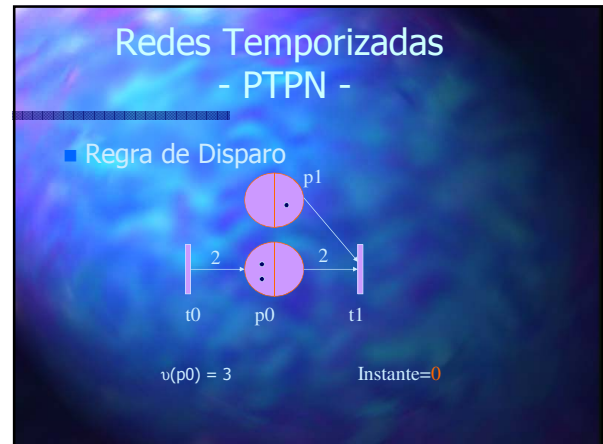 Redes Temporizadas
- PTPN -
Regra de Disparo
p1
2
2
t0
p0
t1
υ(p0) = 3
Instante=0